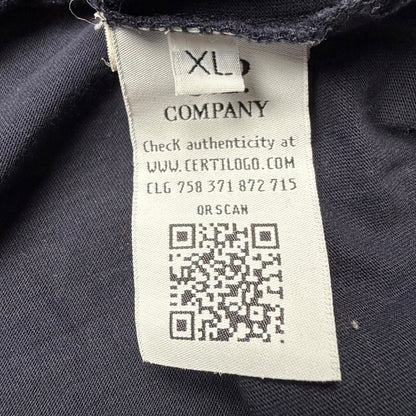 XL
COMPANY
Check authenticity at
WWW.CERTILOGO.COM
CLG 758 371 872 715
OR SCAN